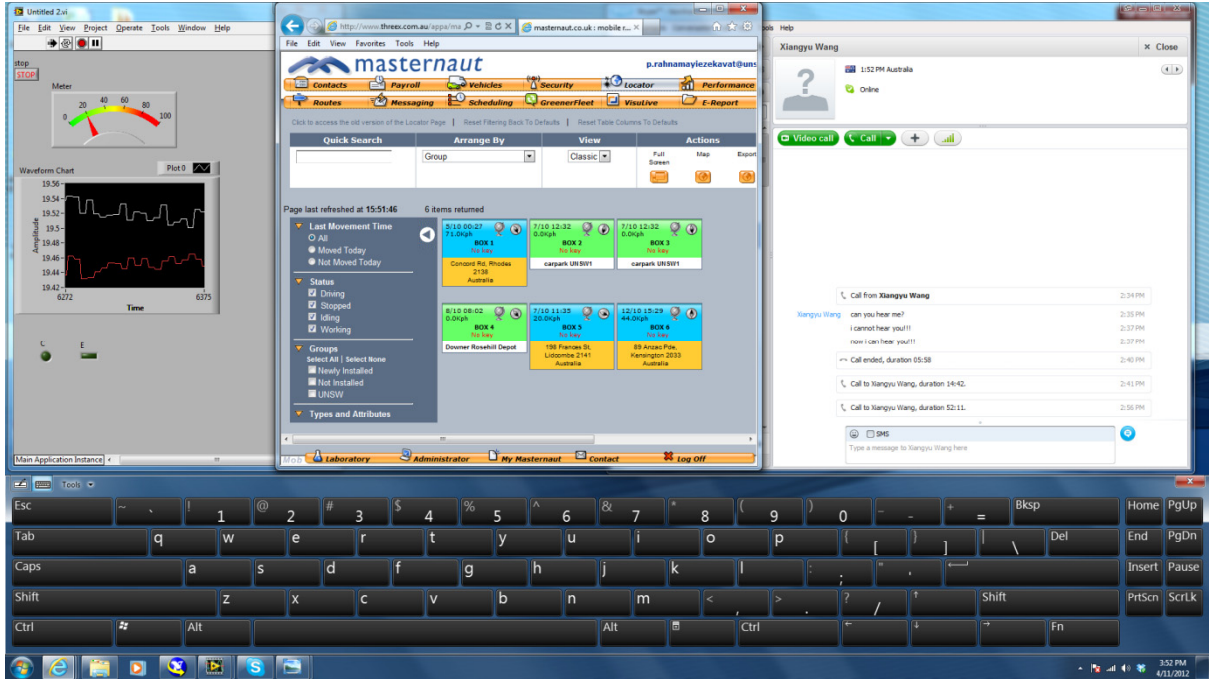 Untitled 2.vi
File Edit View Project Operate Tools Window Help
stop
STOP
Meter
0 20 40 60 80 100
Waveform Chart
Plot 0
Amplitude
19.56
19.54
19.52
19.5
19.48
19.46
19.44
19.42
6272 6375
Time
C E
Main Application Instance
http://www.threex.com.au/appa/ma
masternaut.co.uk : mobile r...
File Edit View Favorites Tools Help
masternaut
p.rahnamayiezekavat@uns
Contacts Payroll Vehicles Security Locator Performance
Routes Messaging Scheduling GreenerFleet Visulive E-Report
Click to access the old version of the Locator Page | Reset Filtering Back To Defaults | Reset Table Columns To Defaults
Quick Search Arrange By View Actions
Group Classic
Full Screen Map Export
Page last refreshed at 15:51:46 6 items returned
Last Movement Time
All
Moved Today
Not Moved Today
Status
Driving
Stopped
Idling
Working
Groups
Select All | Select None
Newly Installed
Not Installed
UNSW
Types and Attributes
5/10 00:27
71.0Kph
BOX 1
No key
Concord Rd, Rhodes
2138
Australia
7/10 12:32
0.0Kph
BOX 2
No key
carpark UNSW1
7/10 12:32
0.0Kph
BOX 3
No key
carpark UNSW1
8/10 08:02
0.0Kph
BOX 4
No key
Downer Rosehill Depot
7/10 11:35
20.0Kph
BOX 5
No key
198 Frances St,
Lidcombe 2141
Australia
12/10 15:29
44.0Kph
BOX 6
No key
89 Anzac Pde,
Kensington 2033
Australia
Laboratory Administrator My Masternaut Contact Log Off
Help
Xiangyu Wang
× Close
1:52 PM Australia
Online
Video call Call
Call from Xiangyu Wang 2:34 PM
Xiangyu Wang can you hear me? 2:35 PM
i cannot hear you!!! 2:37 PM
now i can hear you!!! 2:37 PM
Call ended, duration 05:58 2:40 PM
Call to Xiangyu Wang, duration 14:42. 2:41 PM
Call to Xiangyu Wang, duration 52:11. 2:56 PM
SMS
Type a message to Xiangyu Wang here
Tools
Esc ~ ` ! 1 @ 2 # 3 $ 4 % 5 ^ 6 & 7 * 8 ( 9 ) 0 _ - + = Bksp Home PgUp
Tab q w e r t y u i o p { [ } ] | \ Del End PgDn
Caps a s d f g h j k l : ; " ' Insert Pause
Shift z x c v b n m < , > . ? / ↑ Shift PrtScn ScrLk
Ctrl Alt Alt Ctrl ← ↓ → Fn
3:52 PM
4/11/2012